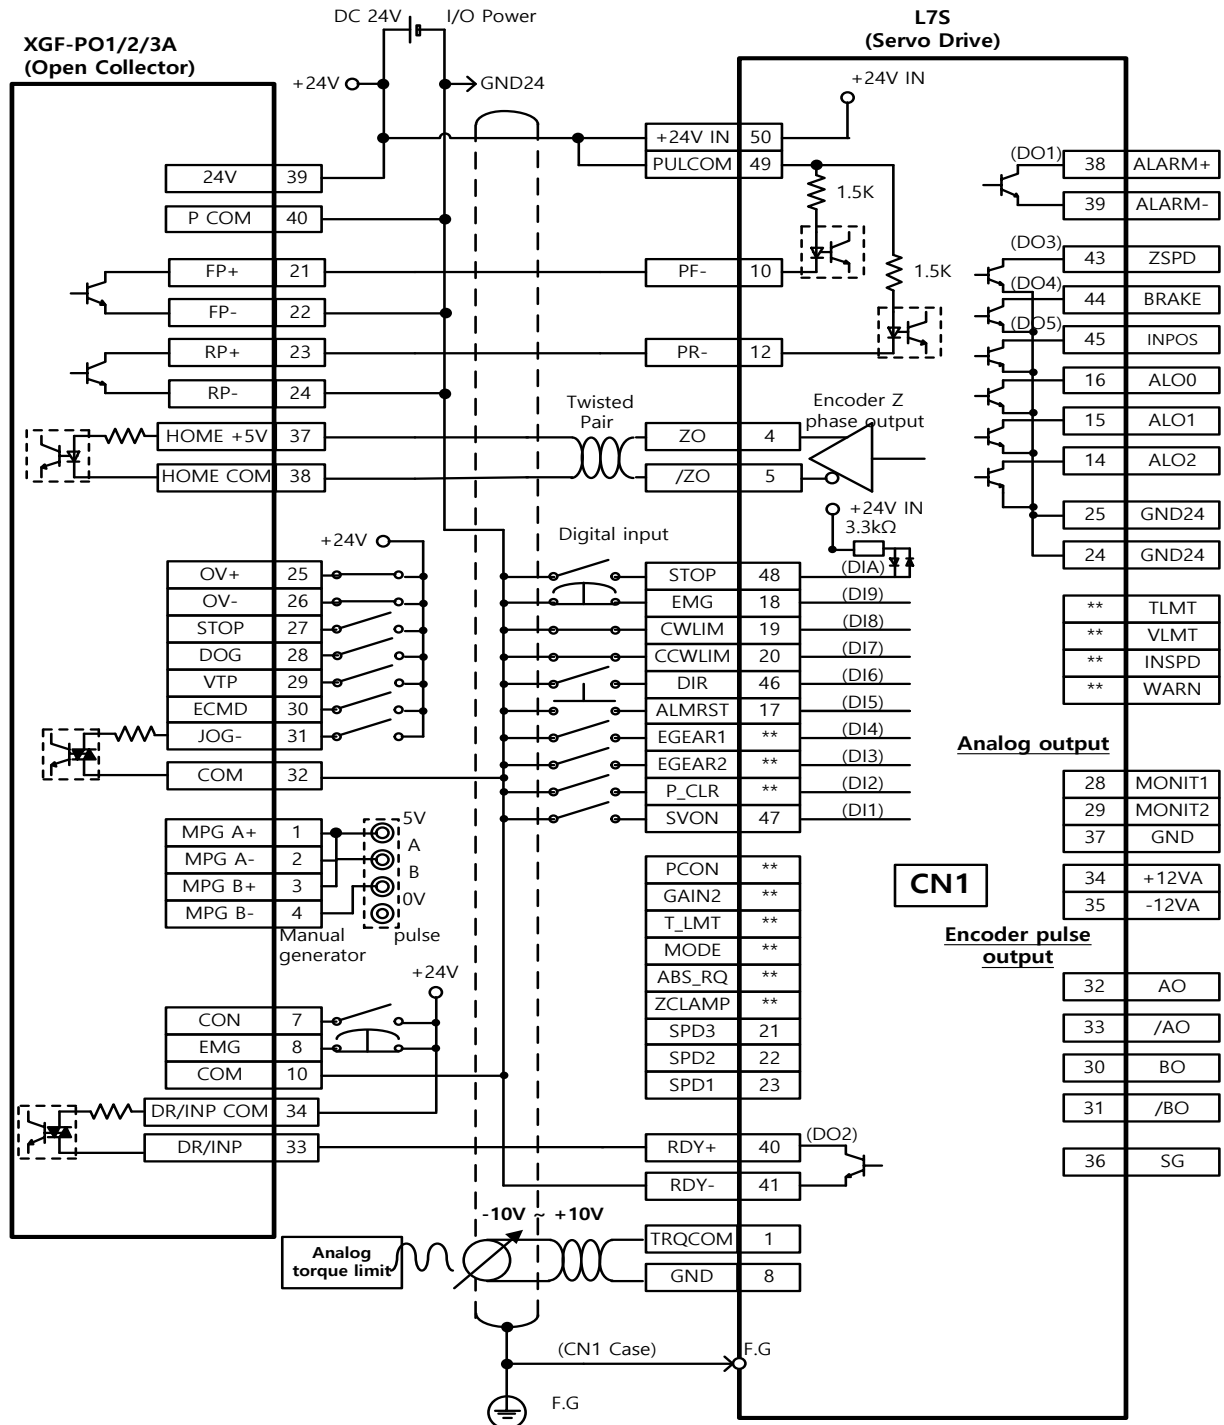 DC 24V I/O Power
L7S
(Servo Drive)
XGF-PO1/2/3A
(Open Collector)
+24V
GND24
+24V IN
+24V IN 50
PULCOM 49
1.5K
1.5K
24V 39
P COM 40
FP+ 21
FP- 22
RP+ 23
RP- 24
HOME +5V 37
HOME COM 38
PF- 10
PR- 12
Twisted
Pair
ZO 4
/ZO 5
Encoder Z
phase output
+24V IN
3.3kΩ
(DO1) 38 ALARM+
39 ALARM-
(DO3) 43 ZSPD
(DO4) 44 BRAKE
(DO5) 45 INPOS
16 ALO0
15 ALO1
14 ALO2
25 GND24
24 GND24
** TLMT
** VLMT
** INSPD
** WARN
+24V
OV+ 25
OV- 26
STOP 27
DOG 28
VTP 29
ECMD 30
JOG- 31
COM 32
Digital input
STOP 48 (DIA)
EMG 18 (DI9)
CWLIM 19 (DI8)
CCWLIM 20 (DI7)
DIR 46 (DI6)
ALMRST 17 (DI5)
EGEAR1 ** (DI4)
EGEAR2 ** (DI3)
P_CLR ** (DI2)
SVON 47 (DI1)
Analog output
28 MONIT1
29 MONIT2
37 GND
34 +12VA
35 -12VA
MPG A+ 1
MPG A- 2
MPG B+ 3
MPG B- 4
5V
A
B
0V
Manual pulse
generator
PCON **
GAIN2 **
T_LMT **
MODE **
ABS_RQ **
ZCLAMP **
SPD3 21
SPD2 22
SPD1 23
CN1
Encoder pulse
output
32 AO
33 /AO
30 BO
31 /BO
36 SG
+24V
CON 7
EMG 8
COM 10
DR/INP COM 34
DR/INP 33
RDY+ 40 (DO2)
RDY- 41
-10V ~ +10V
Analog
torque limit
TRQCOM 1
GND 8
(CN1 Case)
F.G
F.G